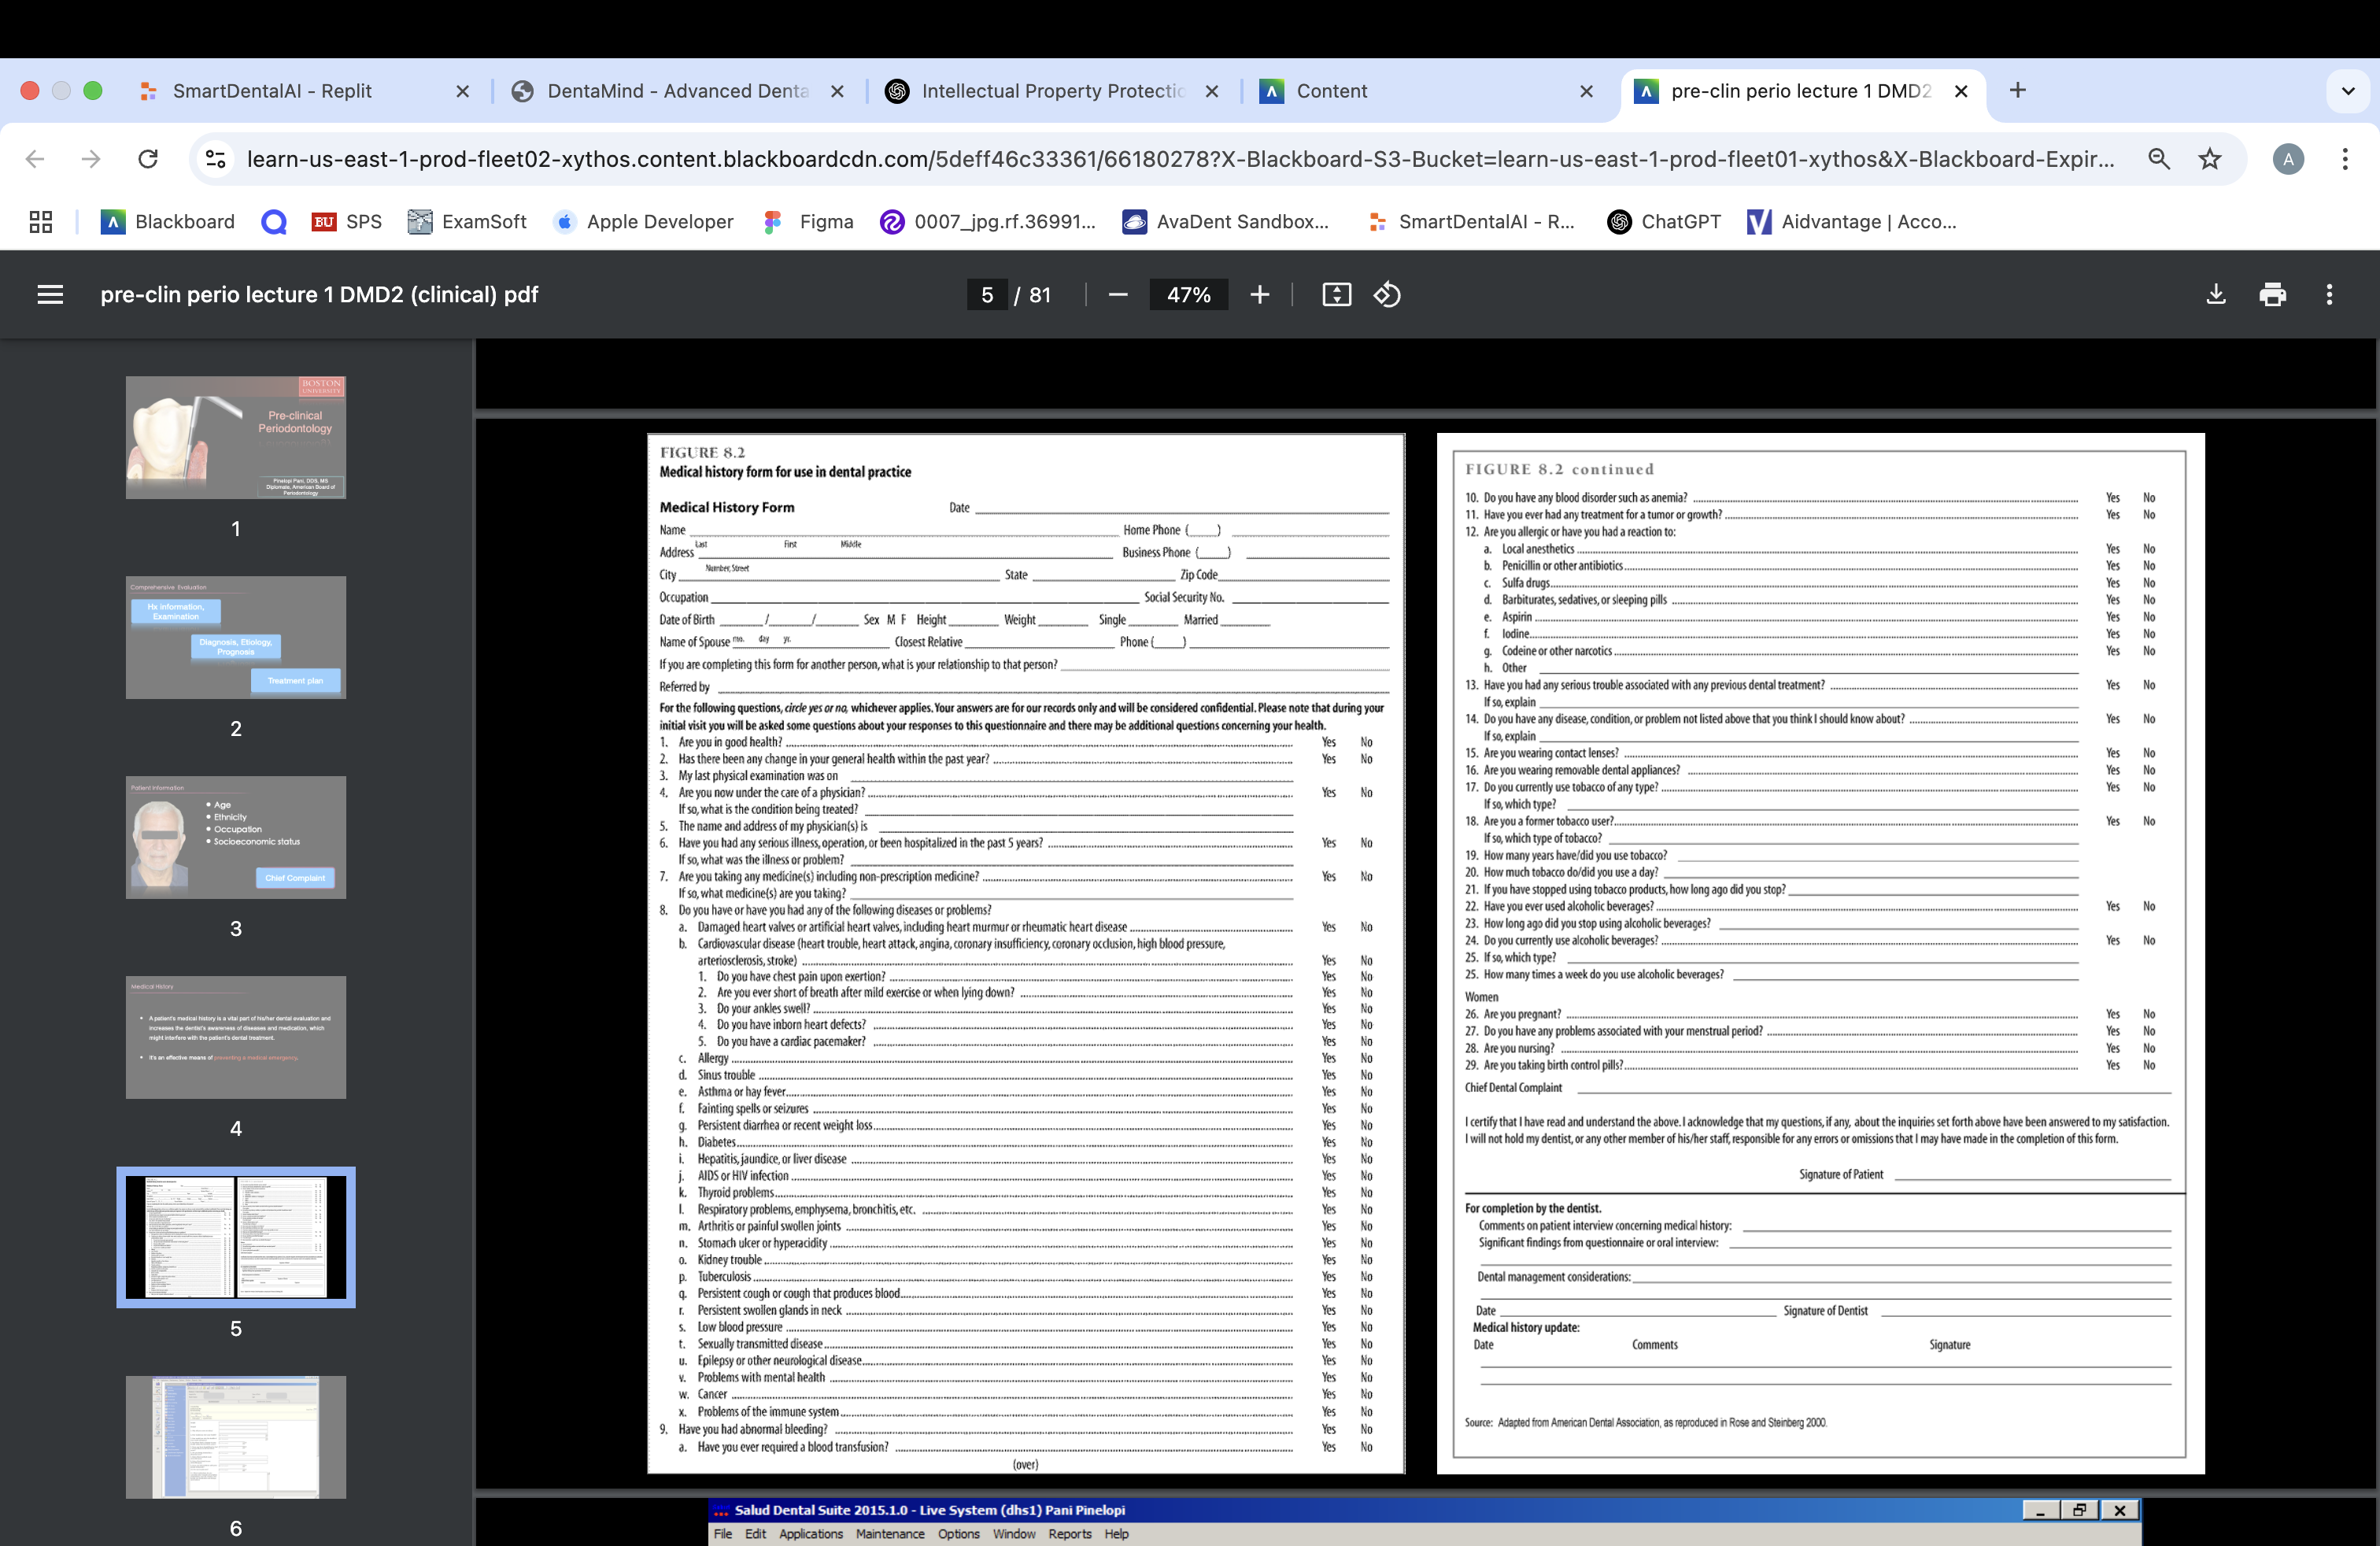 SmartDentalAI - Replit
DentaMind - Advanced Denta
Intellectual Property Protectic
Content
pre-clin perio lecture 1 DMD2
learn-us-east-1-prod-fleet02-xythos.content.blackboardcdn.com/5deff46c33361/66180278?X-Blackboard-S3-Bucket=learn-us-east-1-prod-fleet01-xythos&X-Blackboard-Expir...
A
Blackboard
BU SPS
ExamSoft
Apple Developer
Figma
0007_jpg.rf.36991...
AvaDent Sandbox...
SmartDentalAI - R...
ChatGPT
Aidvantage | Acco...
pre-clin perio lecture 1 DMD2 (clinical) pdf
5 / 81
47%
BOSTON
UNIVERSITY
Pre-clinical
Periodontology
Pinelopi Pani, DDS, MS
Diplomate, American Board of
Periodontology
1
Comprehensive Evaluation
Hx information,
Examination
Diagnosis, Etiology,
Prognosis
Treatment plan
2
Patient Information
• Age
• Ethnicity
• Occupation
• Socioeconomic status
Chief Complaint
3
Medical History
• A patient's medical history is a vital part of his/her dental evaluation and
increases the dentist's awareness of diseases and medication, which
might interfere with the patient's dental treatment.
• It's an effective means of preventing a medical emergency.
4
5
6
FIGURE 8.2
Medical history form for use in dental practice
Medical History Form Date
Name Home Phone ( )
Last First Middle
Address Business Phone ( )
Number, Street
City State Zip Code
Occupation Social Security No.
Date of Birth / / Sex M F Height Weight Single Married
mo. day yr.
Name of Spouse Closest Relative Phone ( )
If you are completing this form for another person, what is your relationship to that person?
Referred by
For the following questions, circle yes or no, whichever applies. Your answers are for our records only and will be considered confidential. Please note that during your
initial visit you will be asked some questions about your responses to this questionnaire and there may be additional questions concerning your health.
1. Are you in good health? Yes No
2. Has there been any change in your general health within the past year? Yes No
3. My last physical examination was on
4. Are you now under the care of a physician? Yes No
If so, what is the condition being treated?
5. The name and address of my physician(s) is
6. Have you had any serious illness, operation, or been hospitalized in the past 5 years? Yes No
If so, what was the illness or problem?
7. Are you taking any medicine(s) including non-prescription medicine? Yes No
If so, what medicine(s) are you taking?
8. Do you have or have you had any of the following diseases or problems?
a. Damaged heart valves or artificial heart valves, including heart murmur or rheumatic heart disease Yes No
b. Cardiovascular disease (heart trouble, heart attack, angina, coronary insufficiency, coronary occlusion, high blood pressure,
arteriosclerosis, stroke) Yes No
1. Do you have chest pain upon exertion? Yes No
2. Are you ever short of breath after mild exercise or when lying down? Yes No
3. Do your ankles swell? Yes No
4. Do you have inborn heart defects? Yes No
5. Do you have a cardiac pacemaker? Yes No
c. Allergy Yes No
d. Sinus trouble Yes No
e. Asthma or hay fever Yes No
f. Fainting spells or seizures Yes No
g. Persistent diarrhea or recent weight loss Yes No
h. Diabetes Yes No
i. Hepatitis, jaundice, or liver disease Yes No
j. AIDS or HIV infection Yes No
k. Thyroid problems Yes No
l. Respiratory problems, emphysema, bronchitis, etc. Yes No
m. Arthritis or painful swollen joints Yes No
n. Stomach ulcer or hyperacidity Yes No
o. Kidney trouble Yes No
p. Tuberculosis Yes No
q. Persistent cough or cough that produces blood Yes No
r. Persistent swollen glands in neck Yes No
s. Low blood pressure Yes No
t. Sexually transmitted disease Yes No
u. Epilepsy or other neurological disease Yes No
v. Problems with mental health Yes No
w. Cancer Yes No
x. Problems of the immune system Yes No
9. Have you had abnormal bleeding? Yes No
a. Have you ever required a blood transfusion? Yes No
(over)
FIGURE 8.2 continued
10. Do you have any blood disorder such as anemia? Yes No
11. Have you ever had any treatment for a tumor or growth? Yes No
12. Are you allergic or have you had a reaction to:
a. Local anesthetics Yes No
b. Penicillin or other antibiotics Yes No
c. Sulfa drugs Yes No
d. Barbiturates, sedatives, or sleeping pills Yes No
e. Aspirin Yes No
f. Iodine Yes No
g. Codeine or other narcotics Yes No
h. Other
13. Have you had any serious trouble associated with any previous dental treatment? Yes No
If so, explain
14. Do you have any disease, condition, or problem not listed above that you think I should know about? Yes No
If so, explain
15. Are you wearing contact lenses? Yes No
16. Are you wearing removable dental appliances? Yes No
17. Do you currently use tobacco of any type? Yes No
If so, which type?
18. Are you a former tobacco user? Yes No
If so, which type of tobacco?
19. How many years have/did you use tobacco?
20. How much tobacco do/did you use a day?
21. If you have stopped using tobacco products, how long ago did you stop?
22. Have you ever used alcoholic beverages? Yes No
23. How long ago did you stop using alcoholic beverages?
24. Do you currently use alcoholic beverages? Yes No
25. If so, which type?
25. How many times a week do you use alcoholic beverages?
Women
26. Are you pregnant? Yes No
27. Do you have any problems associated with your menstrual period? Yes No
28. Are you nursing? Yes No
29. Are you taking birth control pills? Yes No
Chief Dental Complaint
I certify that I have read and understand the above. I acknowledge that my questions, if any, about the inquiries set forth above have been answered to my satisfaction.
I will not hold my dentist, or any other member of his/her staff, responsible for any errors or omissions that I may have made in the completion of this form.
Signature of Patient
For completion by the dentist.
Comments on patient interview concerning medical history:
Significant findings from questionnaire or oral interview:
Dental management considerations:
Date Signature of Dentist
Medical history update:
Date Comments Signature
Source: Adapted from American Dental Association, as reproduced in Rose and Steinberg 2000.
Salud Dental Suite 2015.1.0 - Live System (dhs1) Pani Pinelopi
File Edit Applications Maintenance Options Window Reports Help